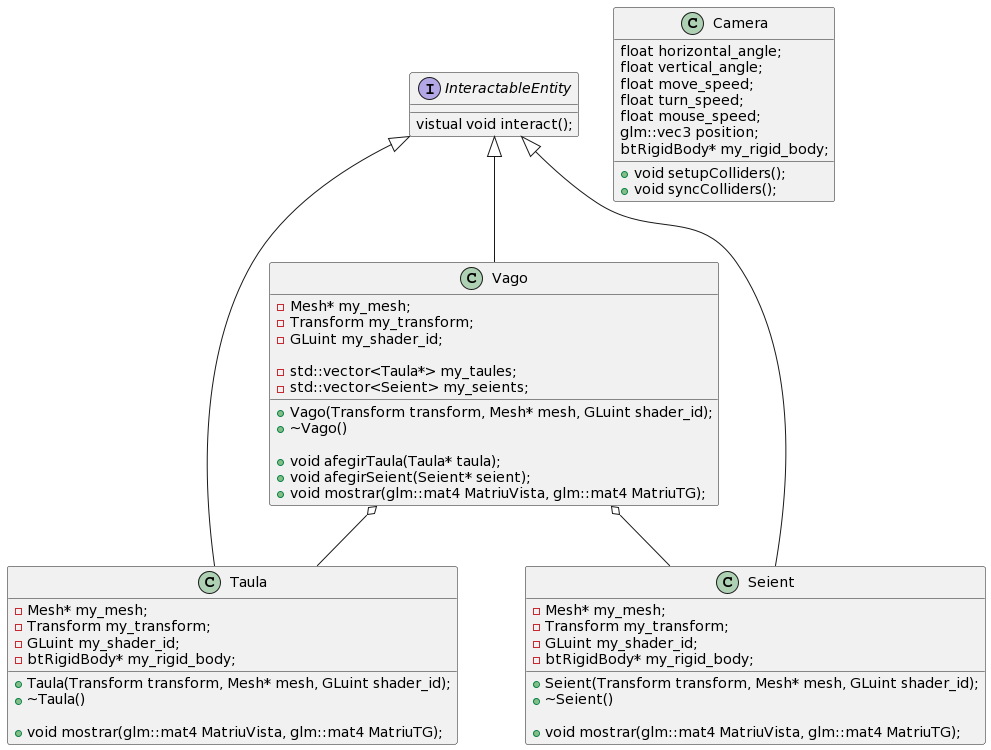 C Camera
float horizontal_angle;
float vertical_angle;
float move_speed;
float turn_speed;
float mouse_speed;
glm::vec3 position;
btRigidBody* my_rigid_body;
void setupColliders();
void syncColliders();
I InteractableEntity
vistual void interact();
C Vago
Mesh* my_mesh;
Transform my_transform;
GLuint my_shader_id;
std::vector<Taula*> my_taules;
std::vector<Seient> my_seients;
Vago(Transform transform, Mesh* mesh, GLuint shader_id);
~Vago()
void afegirTaula(Taula* taula);
void afegirSeient(Seient* seient);
void mostrar(glm::mat4 MatriuVista, glm::mat4 MatriuTG);
C Taula
Mesh* my_mesh;
Transform my_transform;
GLuint my_shader_id;
btRigidBody* my_rigid_body;
Taula(Transform transform, Mesh* mesh, GLuint shader_id);
~Taula()
void mostrar(glm::mat4 MatriuVista, glm::mat4 MatriuTG);
C Seient
Mesh* my_mesh;
Transform my_transform;
GLuint my_shader_id;
btRigidBody* my_rigid_body;
Seient(Transform transform, Mesh* mesh, GLuint shader_id);
~Seient()
void mostrar(glm::mat4 MatriuVista, glm::mat4 MatriuTG);